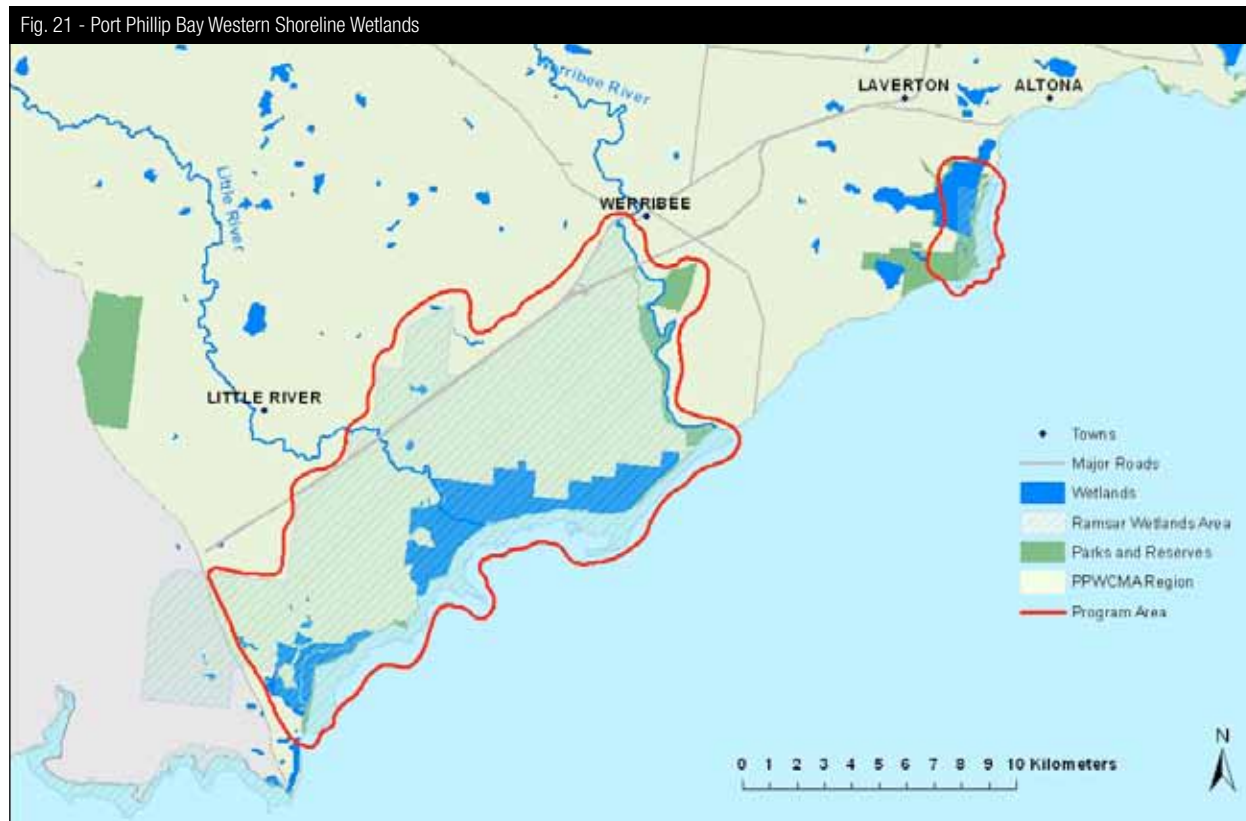 Fig. 21 - Port Phillip Bay Western Shoreline Wetlands
Werribee River
LAVERTON
ALTONA
Little River
WERRIBEE
LITTLE RIVER
Towns
Major Roads
Wetlands
Ramsar Wetlands Area
Parks and Reserves
PPWCMA Region
Program Area
N
0 1 2 3 4 5 6 7 8 9 10 Kilometers